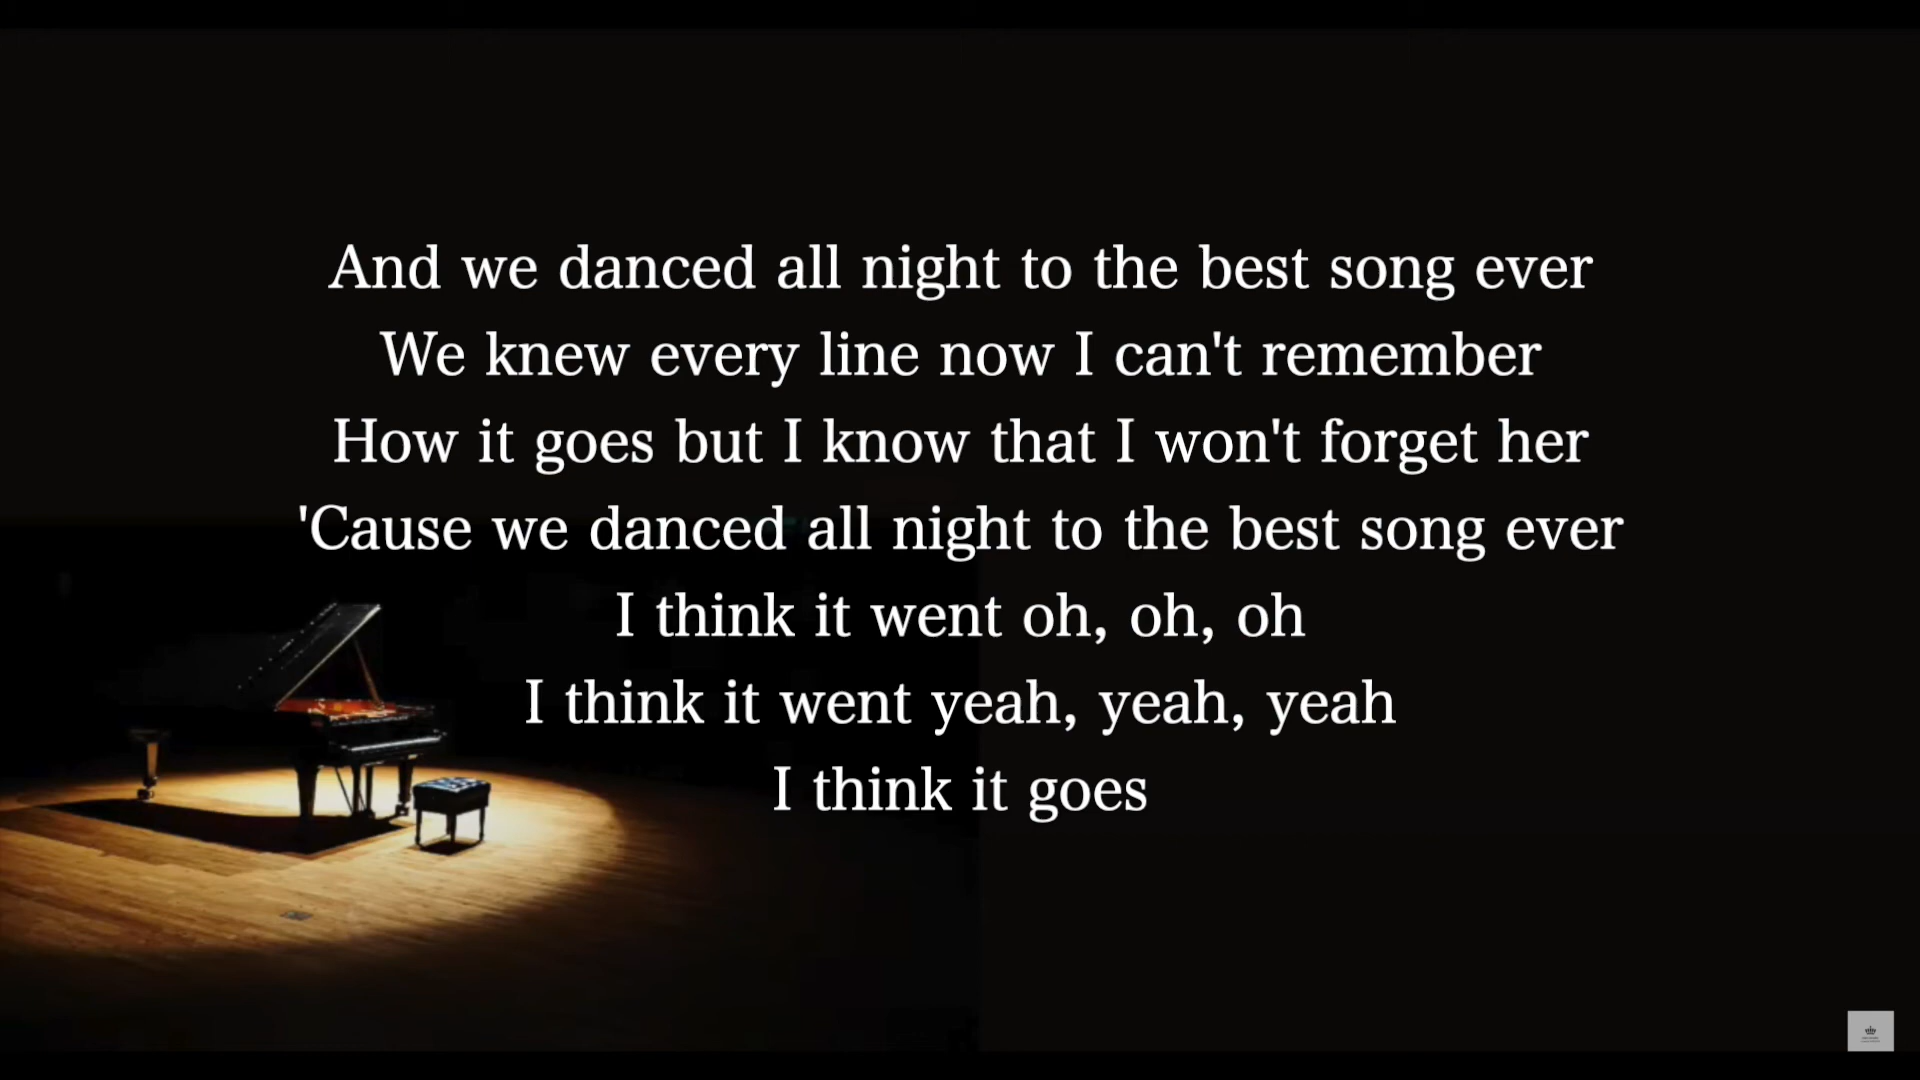 And we danced all night to the best song ever
We knew every line now I can't remember
How it goes but I know that I won't forget her
'Cause we danced all night to the best song ever
I think it went oh, oh, oh
I think it went yeah, yeah, yeah
I think it goes